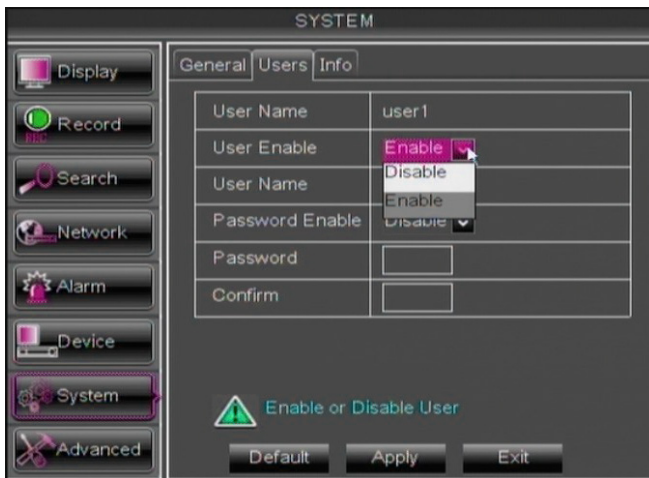 SYSTEM
Display
Record
REC
Search
Network
Alarm
Device
System
Advanced
General Users Info
User Name user1
User Enable Enable
Disable
User Name
Enable
Password Enable Disable
Password
Confirm
Enable or Disable User
Default Apply Exit